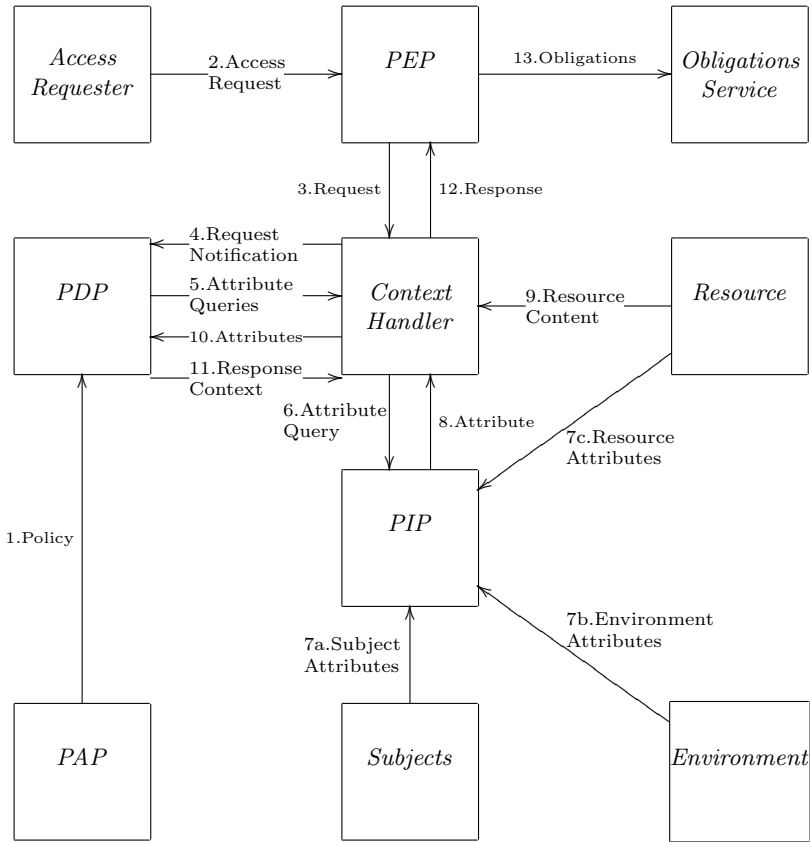 Access
Requester
2.Access
Request
PEP
13.Obligations
Obligations
Service
3.Request
12.Response
PDP
4.Request
Notification
5.Attribute
Queries
10.Attributes
11.Response
Context
Context
Handler
9.Resource
Content
Resource
6.Attribute
Query
8.Attribute
7c.Resource
Attributes
1.Policy
PIP
7a.Subject
Attributes
7b.Environment
Attributes
PAP
Subjects
Environment